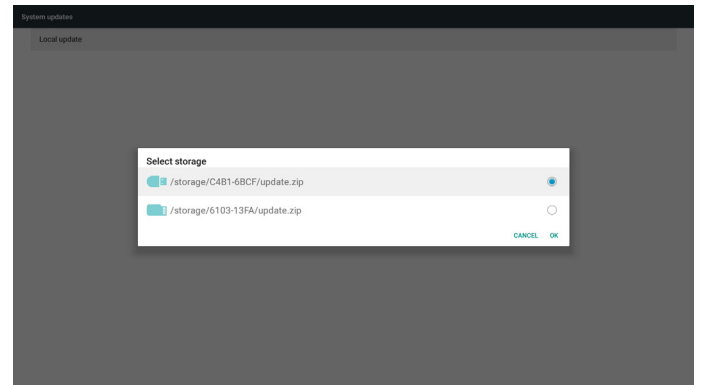 System updates
Local update
Select storage
/storage/C4B1-6BCF/update.zip
/storage/6103-13FA/update.zip
CANCEL OK